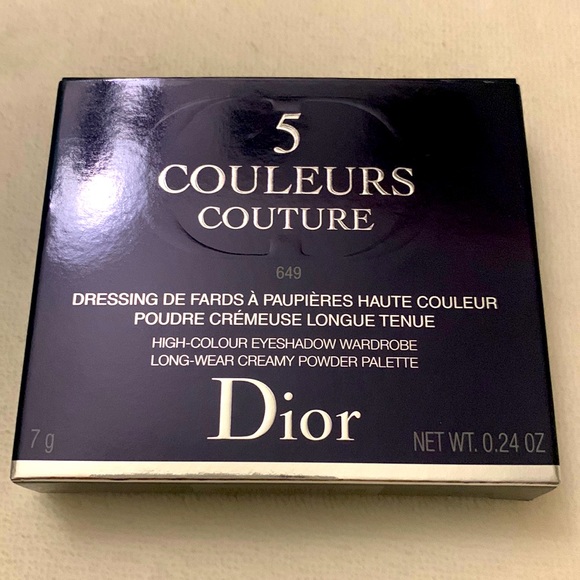 5
COULEURS
COUTURE
649
DRESSING DE FARDS À PAUPIÈRES HAUTE COULEUR
POUDRE CRÉMEUSE LONGUE TENUE
HIGH-COLOUR EYESHADOW WARDROBE
LONG-WEAR CREAMY POWDER PALETTE
Dior
7 g
NET WT. 0.24 OZ